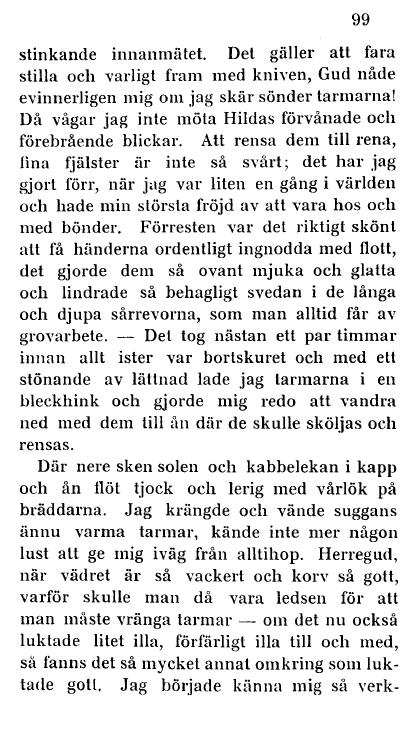 99
stinkande innanmätet. Det gäller att fara
stilla och varligt fram med kniven, Gud nåde
evinnerligen mig om jag skär sönder tarmarna!
Då vågar jag inte möta Hildas förvånade och
förebrående blickar. Att rensa dem till rena,
fina fjälster är inte så svårt; det har jag
gjort förr, när jag var liten en gång i världen
och hade min största fröjd av att vara hos och
med bönder. Förresten var det riktigt skönt
att få händerna ordentligt ingnodda med flott,
det gjorde dem så ovant mjuka och glatta
och lindrade så behagligt svedan i de långa
och djupa sårrevorna, som man alltid får av
grovarbete. — Det tog nästan ett par timmar
innan allt ister var bortskuret och med ett
stönande av lättnad lade jag tarmarna i en
bleckhink och gjorde mig redo att vandra
ned med dem till ån där de skulle sköljas och
rensas.
Där nere sken solen och kabbelekan i kapp
och ån flöt tjock och lerig med vårlök på
bräddarna. Jag krängde och vände suggans
ännu varma tarmar, kände inte mer någon
lust att ge mig iväg från alltihop. Herregud,
när vädret är så vackert och korv så gott,
varför skulle man då vara ledsen för att
man måste vränga tarmar — om det nu också
luktade litet illa, förfärligt illa till och med,
så fanns det så mycket annat omkring som luk-
tade gott. Jag började känna mig så verk-